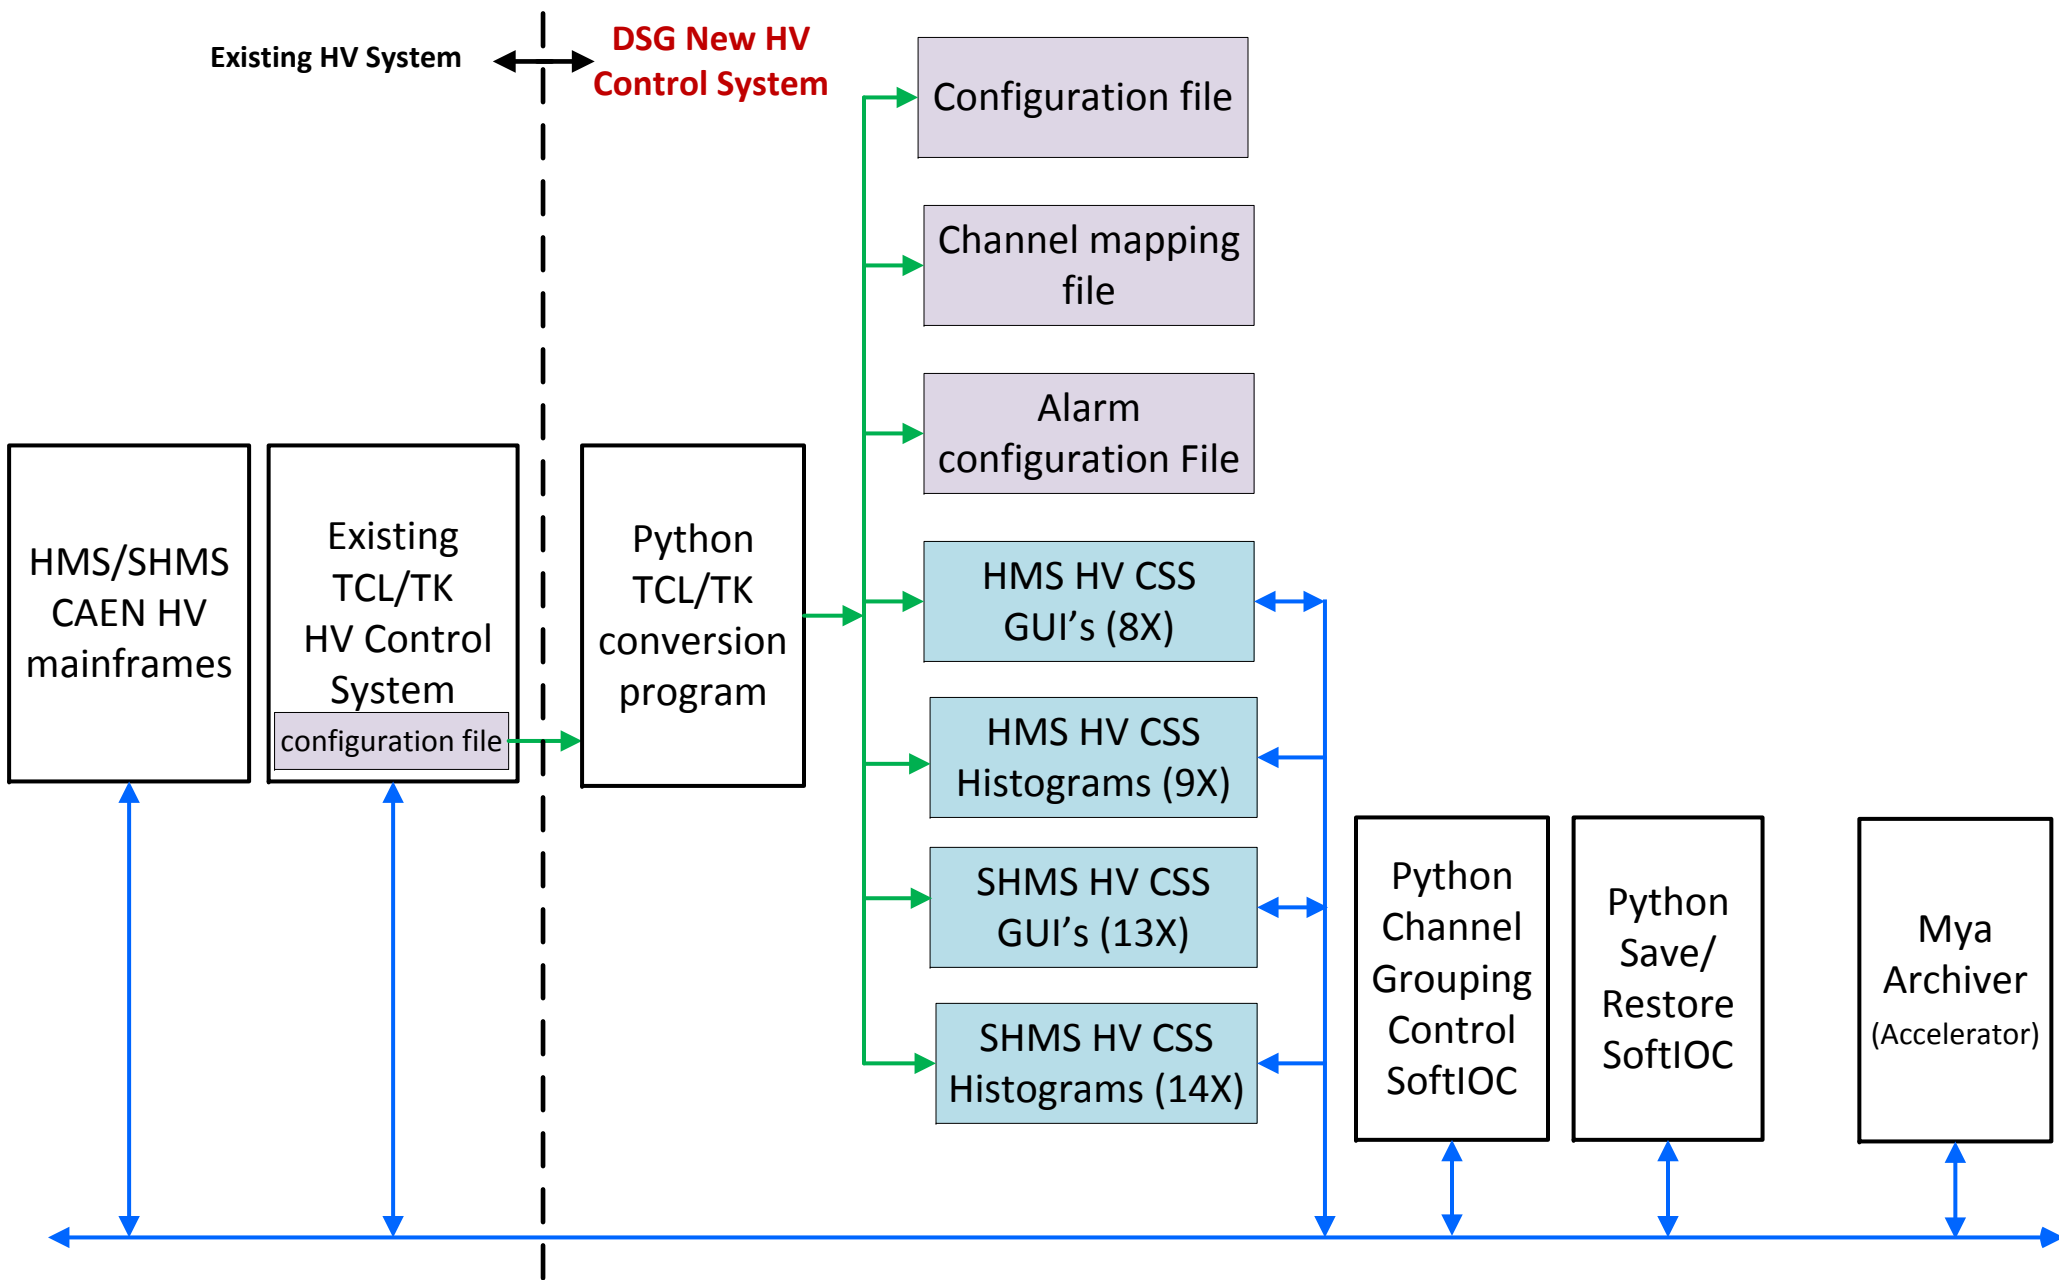 Existing HV System
DSG New HV
Control System
Configuration file
Channel mapping
file
Alarm
configuration File
HMS/SHMS
CAEN HV
mainframes
Existing
TCL/TK
HV Control
System
configuration file
Python
TCL/TK
conversion
program
HMS HV CSS
GUI’s (8X)
HMS HV CSS
Histograms (9X)
SHMS HV CSS
GUI’s (13X)
SHMS HV CSS
Histograms (14X)
Python
Channel
Grouping
Control
SoftIOC
Python
Save/
Restore
SoftIOC
Mya
Archiver
(Accelerator)